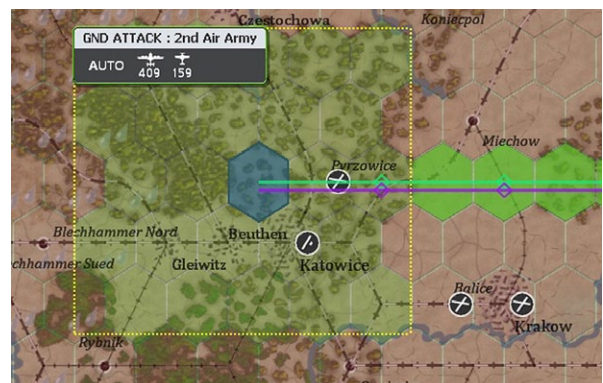 Czestochowa
Koniecpol
GND ATTACK : 2nd Air Army
AUTO 409 159
Miechow
Pyrzowice
Blechhammer Nord
Beuthen
chhammer Sued
Gleiwitz
Katowice
Balice
Krakow
Rybnik